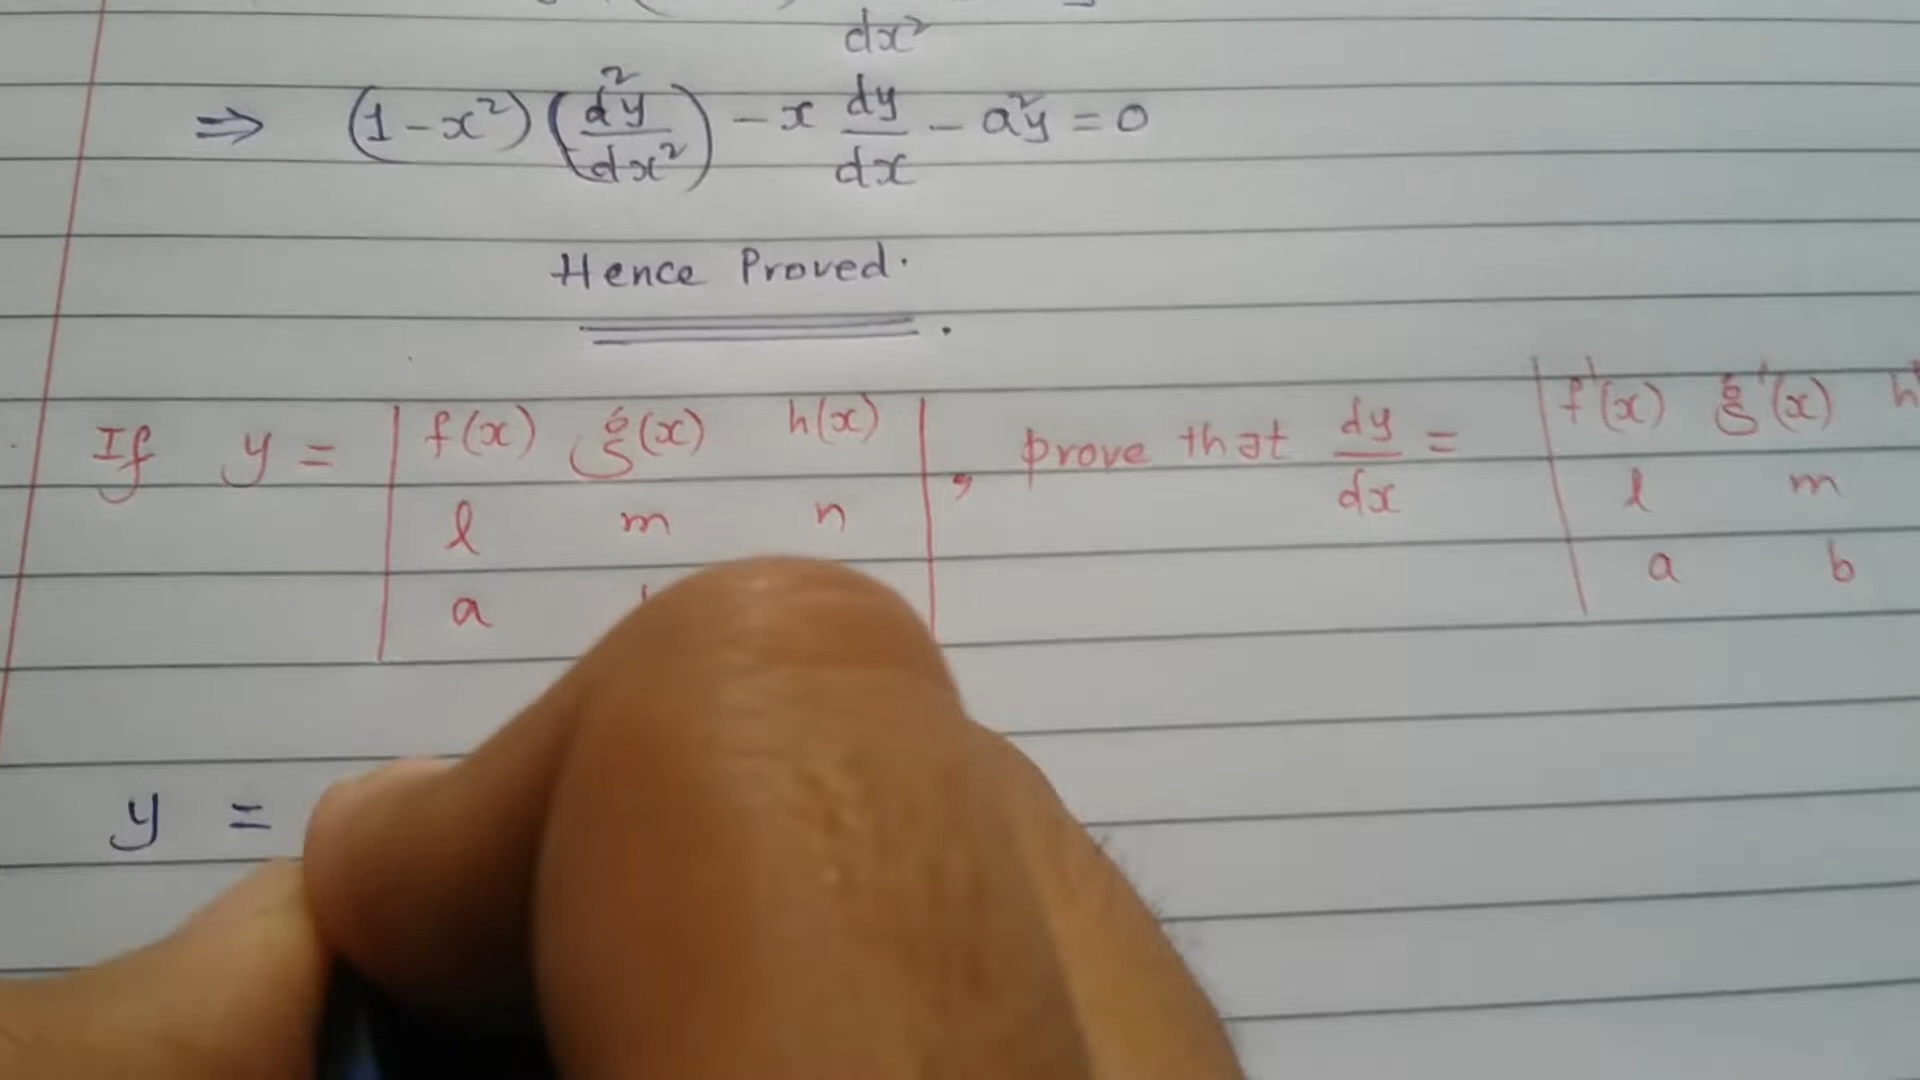 dx²
⇒ (1-x²) (d²y/dx²) - x dy/dx - a²y = 0
Hence Proved.
If y = | f(x) g(x) h(x) | , prove that dy/dx = | f'(x) g'(x) h'
l m n l m
a a b
y =